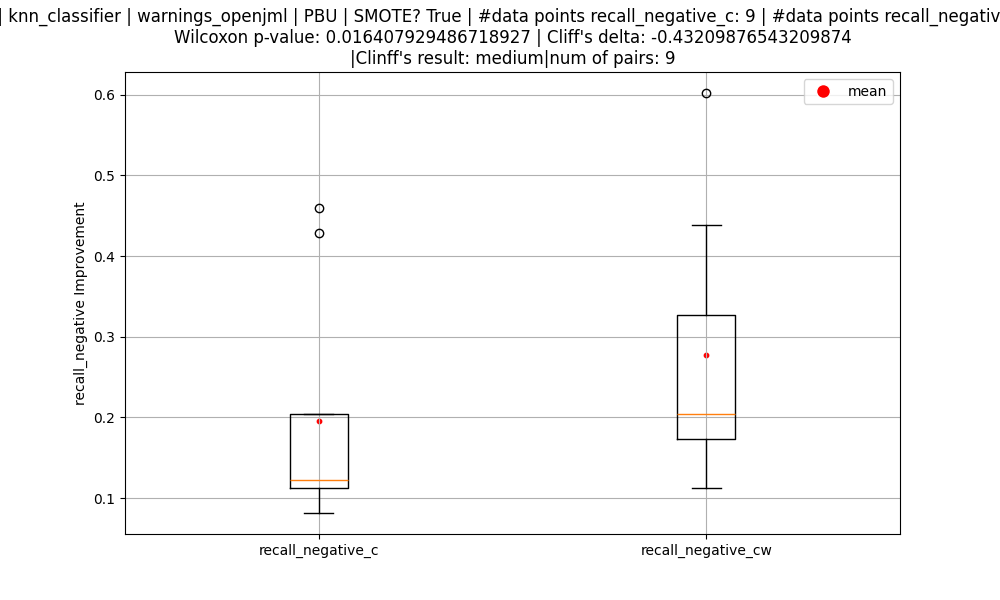 | knn_classifier | warnings_openjml | PBU | SMOTE? True | #data points recall_negative_c: 9 | #data points
Wilcoxon p-value: 0.016407929486718927 | Cliff's delta: -0.43209876543209874
|Clinff's result: medium|num of pairs: 9
mean
0.6
0.5
0.4
0.3
0.2
0.1
recall_negative Improvement
recall_negative_c
recall_negative_cw